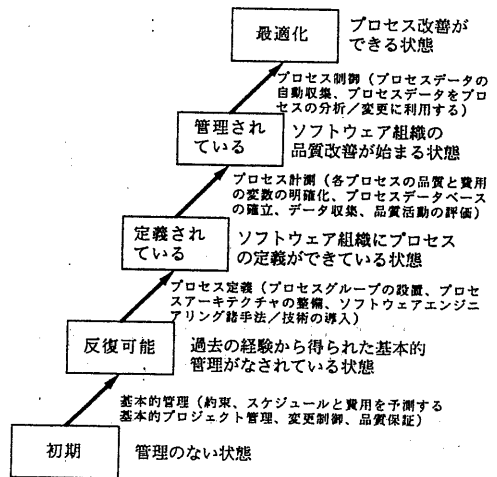 最適化
プロセス改善が
できる状態
プロセス制御（プロセスデータの
自動収集、プロセスデータをプロ
セスの分析／変更に利用する）
管理され
ている
ソフトウェア組織の
品質改善が始まる状態
プロセス計測（各プロセスの品質と費用
の変数の明確化、プロセスデータベース
の確立、データ収集、品質活動の評価）
定義され
ている
ソフトウェア組織にプロセス
の定義ができている状態
プロセス定義（プロセスグループの設置、プロセ
スアーキテクチャの整備、ソフトウェアエンジニ
アリング諸手法／技術の導入）
反復可能
過去の経験から得られた基本的
管理がなされている状態
基本的管理（約束、スケジュールと費用を予測する
基本的プロジェクト管理、変更制御、品質保証）
初期
管理のない状態